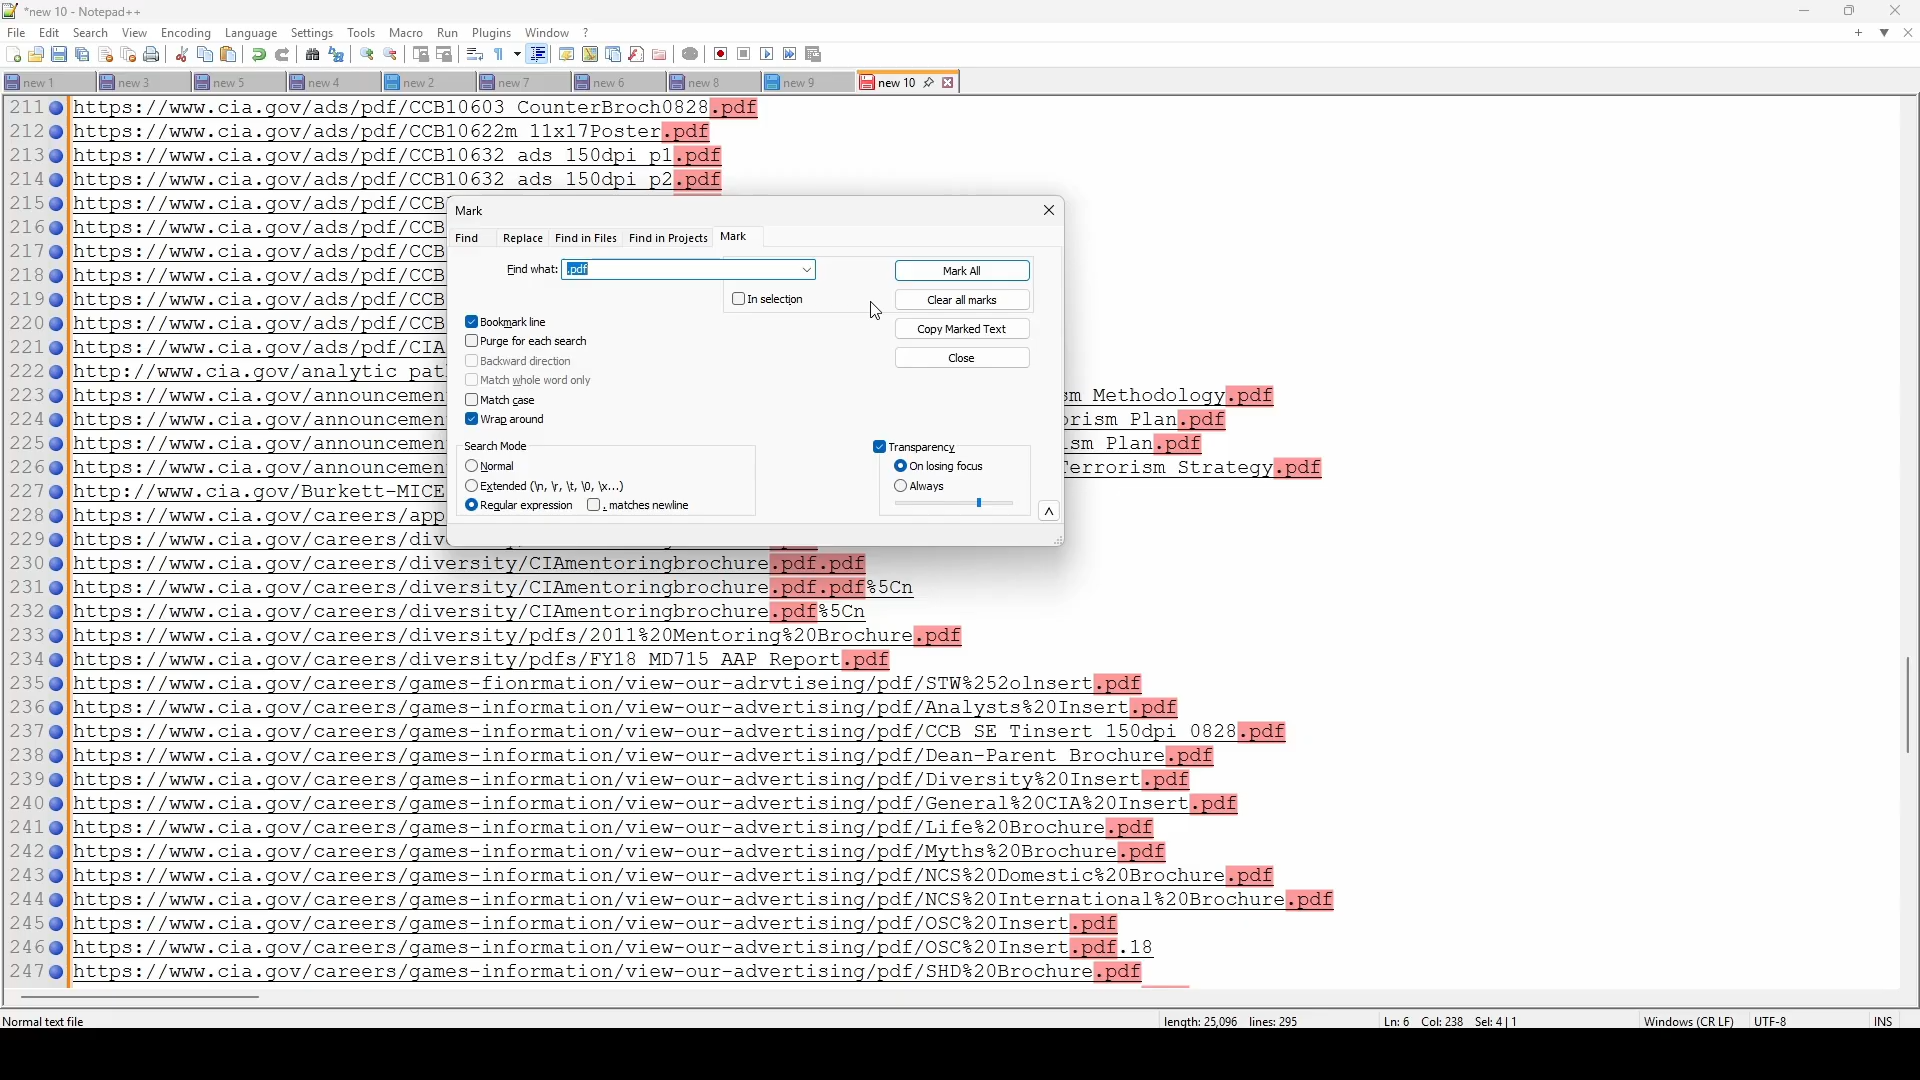 *new 10 - Notepad++
File Edit Search View Encoding Language Settings Tools Macro Run Plugins Window ?
new 1 new 3 new 5 new 4 new 2 new 7 new 6 new 8 new 9 new 10
211 https://www.cia.gov/ads/pdf/CCB10603 CounterBroch0828.pdf
212 https://www.cia.gov/ads/pdf/CCB10622m 11x17Poster.pdf
213 https://www.cia.gov/ads/pdf/CCB10632 ads 150dpi p1.pdf
214 https://www.cia.gov/ads/pdf/CCB10632 ads 150dpi p2.pdf
215 https://www.cia.gov/ads/pdf/CCB
216 https://www.cia.gov/ads/pdf/CCB
217 https://www.cia.gov/ads/pdf/CCB
218 https://www.cia.gov/ads/pdf/CCB
219 https://www.cia.gov/ads/pdf/CCB
220 https://www.cia.gov/ads/pdf/CCB
221 https://www.cia.gov/ads/pdf/CIA
222 http://www.cia.gov/analytic pat
223 https://www.cia.gov/announcemen sm Methodology.pdf
224 https://www.cia.gov/announcemen orism Plan.pdf
225 https://www.cia.gov/announcemen ism Plan.pdf
226 https://www.cia.gov/announcemen Terrorism Strategy.pdf
227 http://www.cia.gov/Burkett-MICE
228 https://www.cia.gov/careers/app
229 https://www.cia.gov/careers/div
230 https://www.cia.gov/careers/diversity/CIAmentoringbrochure.pdf.pdf
231 https://www.cia.gov/careers/diversity/CIAmentoringbrochure.pdf.pdf%5Cn
232 https://www.cia.gov/careers/diversity/CIAmentoringbrochure.pdf%5Cn
233 https://www.cia.gov/careers/diversity/pdfs/2011%20Mentoring%20Brochure.pdf
234 https://www.cia.gov/careers/diversity/pdfs/FY18 MD715 AAP Report.pdf
235 https://www.cia.gov/careers/games-fionrmation/view-our-adrvtiseing/pdf/STW%252olnsert.pdf
236 https://www.cia.gov/careers/games-information/view-our-advertising/pdf/Analysts%20Insert.pdf
237 https://www.cia.gov/careers/games-information/view-our-advertising/pdf/CCB SE Tinsert 150dpi 0828.pdf
238 https://www.cia.gov/careers/games-information/view-our-advertising/pdf/Dean-Parent Brochure.pdf
239 https://www.cia.gov/careers/games-information/view-our-advertising/pdf/Diversity%20Insert.pdf
240 https://www.cia.gov/careers/games-information/view-our-advertising/pdf/General%20CIA%20Insert.pdf
241 https://www.cia.gov/careers/games-information/view-our-advertising/pdf/Life%20Brochure.pdf
242 https://www.cia.gov/careers/games-information/view-our-advertising/pdf/Myths%20Brochure.pdf
243 https://www.cia.gov/careers/games-information/view-our-advertising/pdf/NCS%20Domestic%20Brochure.pdf
244 https://www.cia.gov/careers/games-information/view-our-advertising/pdf/NCS%20International%20Brochure.pdf
245 https://www.cia.gov/careers/games-information/view-our-advertising/pdf/OSC%20Insert.pdf
246 https://www.cia.gov/careers/games-information/view-our-advertising/pdf/OSC%20Insert.pdf.18
247 https://www.cia.gov/careers/games-information/view-our-advertising/pdf/SHD%20Brochure.pdf
Mark
Find Replace Find in Files Find in Projects Mark
Find what: .pdf Mark All
In selection Clear all marks
Bookmark line Copy Marked Text
Purge for each search
Backward direction Close
Match whole word only
Match case
Wrap around
Search Mode Transparency
Normal On losing focus
Extended (\n, \r, \t, \0, \x...) Always
Regular expression . matches newline
Normal text file length: 25,096 lines: 295 Ln: 6 Col: 238 Sel: 4 | 1 Windows (CR LF) UTF-8 INS